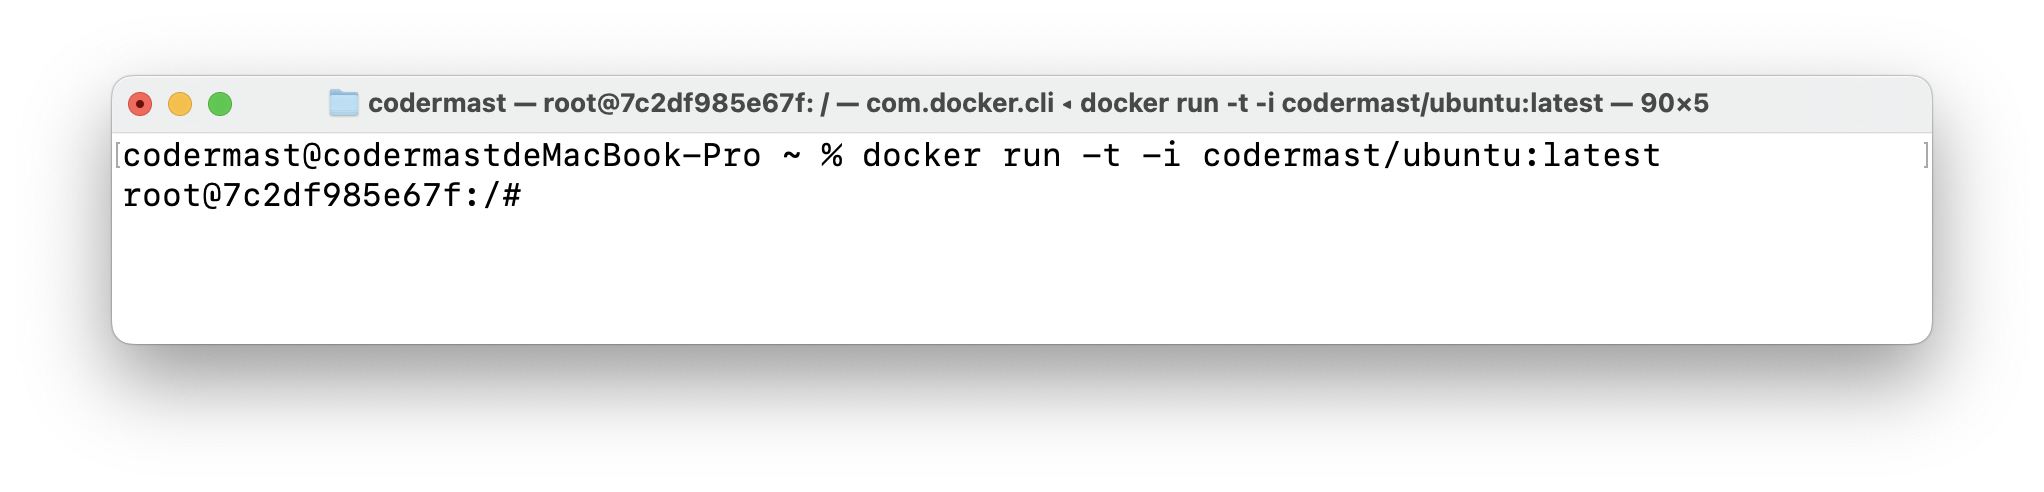 codermast — root@7c2df985e67f: / — com.docker.cli ◂ docker run -t -i codermast/ubuntu:latest — 90×5
[codermast@codermastdeMacBook-Pro ~ % docker run -t -i codermast/ubuntu:latest ]
root@7c2df985e67f:/#